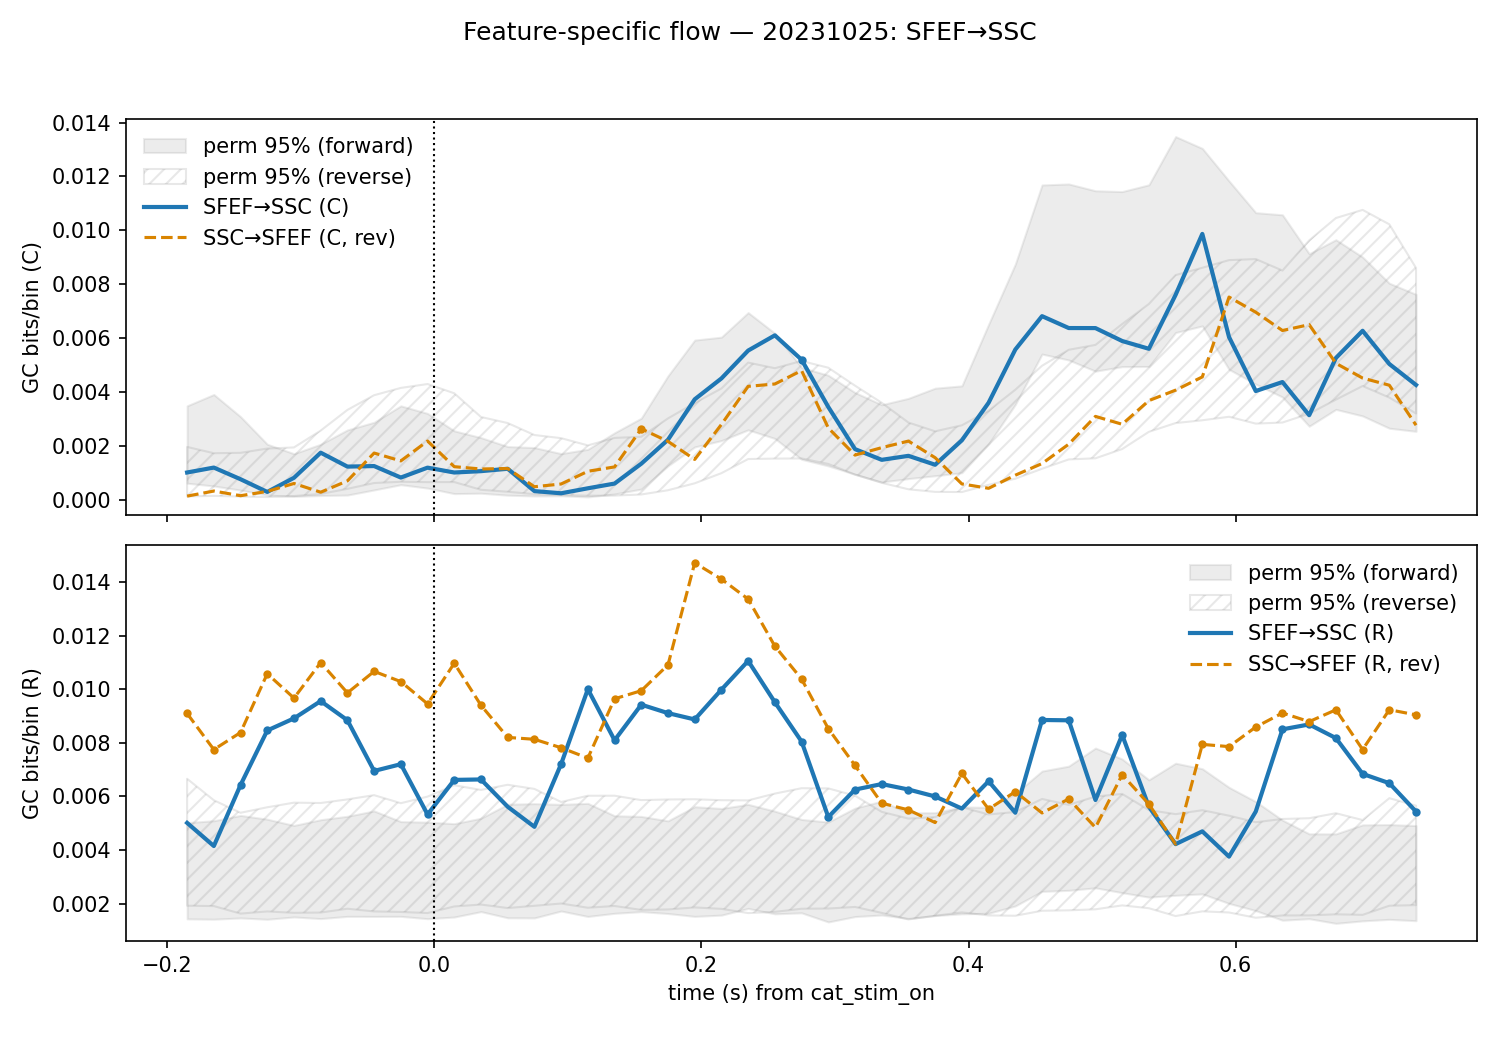 Feature-specific flow — 20231025: SFEF→SSC
0.014
0.012
0.010
0.008
0.006
0.004
0.002
0.000
GC bits/bin (C)
perm 95% (forward)
perm 95% (reverse)
SFEF→SSC (C)
SSC→SFEF (C, rev)
0.014
0.012
0.010
0.008
0.006
0.004
0.002
GC bits/bin (R)
perm 95% (forward)
perm 95% (reverse)
SFEF→SSC (R)
SSC→SFEF (R, rev)
−0.2 0.0 0.2 0.4 0.6
time (s) from cat_stim_on